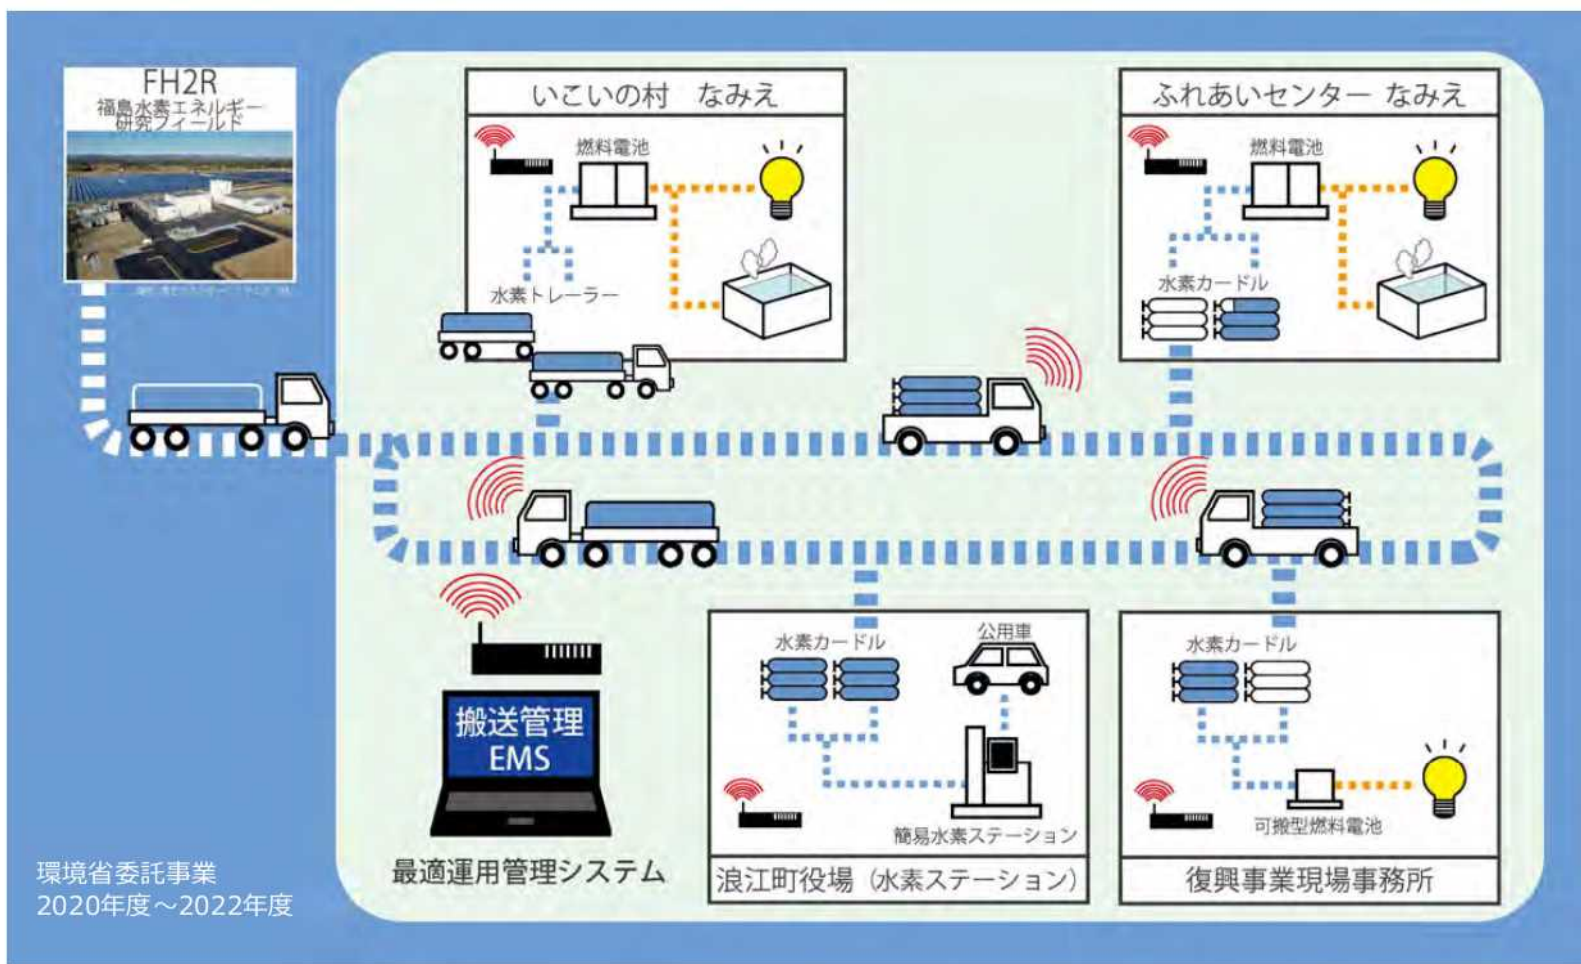 FH2R
福島水素エネルギー
研究フィールド
いこいの村 なみえ
燃料電池
水素トレーラー
ふれあいセンター なみえ
燃料電池
水素カードル
搬送管理
EMS
最適運用管理システム
水素カードル
公用車
簡易水素ステーション
浪江町役場（水素ステーション）
水素カードル
可搬型燃料電池
復興事業現場事務所
環境省委託事業
2020年度～2022年度